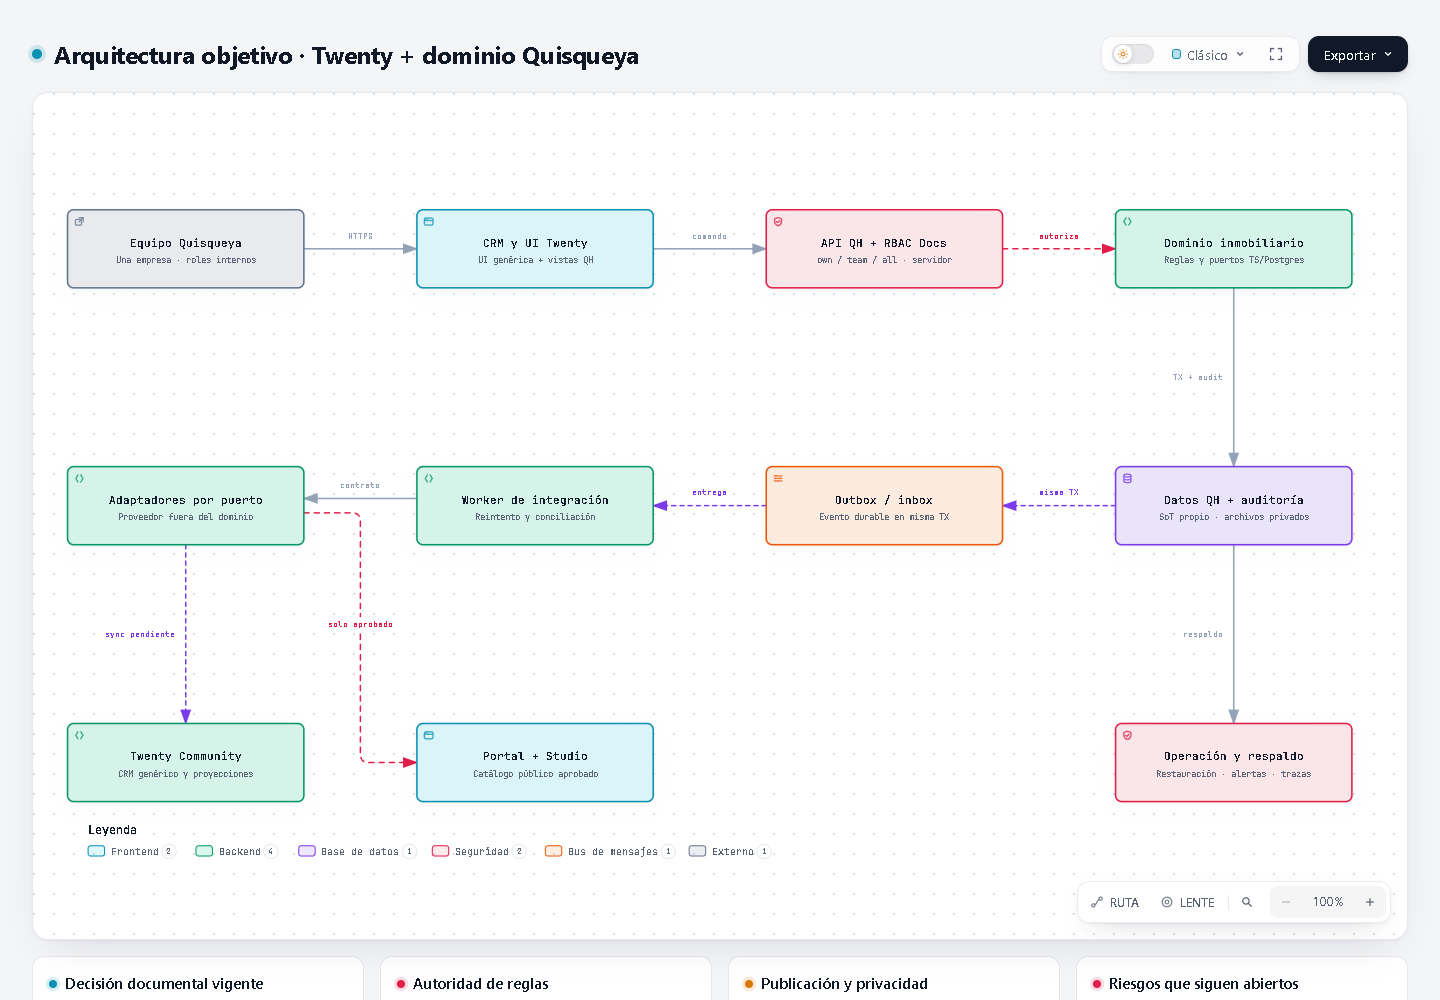 Arquitectura objetivo · Twenty + dominio Quisqueya
Clásico
Exportar
Equipo Quisqueya
Una empresa · roles internos
HTTPS
CRM y UI Twenty
UI genérica + vistas QH
comando
API QH + RBAC Docs
own / team / all · servidor
autoriza
Dominio inmobiliario
Reglas y puertos TS/Postgres
TX + audit
Adaptadores por puerto
Proveedor fuera del dominio
contrato
Worker de integración
Reintento y conciliación
entrega
Outbox / inbox
Evento durable en misma TX
misma TX
Datos QH + auditoría
SoT propio · archivos privados
sync pendiente
solo aprobado
respaldo
Twenty Community
CRM genérico y proyecciones
Portal + Studio
Catálogo público aprobado
Operación y respaldo
Restauración · alertas · trazas
Leyenda
Frontend 2
Backend 4
Base de datos 1
Seguridad 2
Bus de mensajes 1
Externo 1
RUTA
LENTE
− 100% +
Decisión documental vigente
Autoridad de reglas
Publicación y privacidad
Riesgos que siguen abiertos